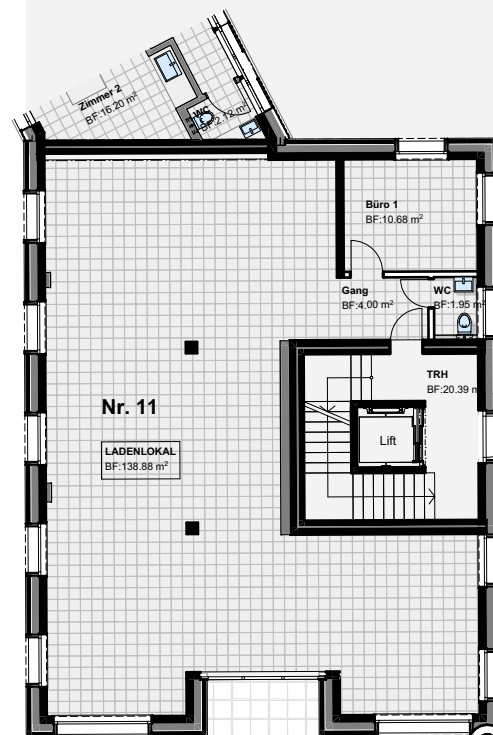 Zimmer 2
BF:16.20 m²
WC
BF:2.12 m²
Büro 1
BF:10.68 m²
Gang
BF:4.00 m²
WC
BF:1.95 m²
TRH
BF:20.39 m
Lift
Nr. 11
LADENLOKAL
BF:138.88 m²